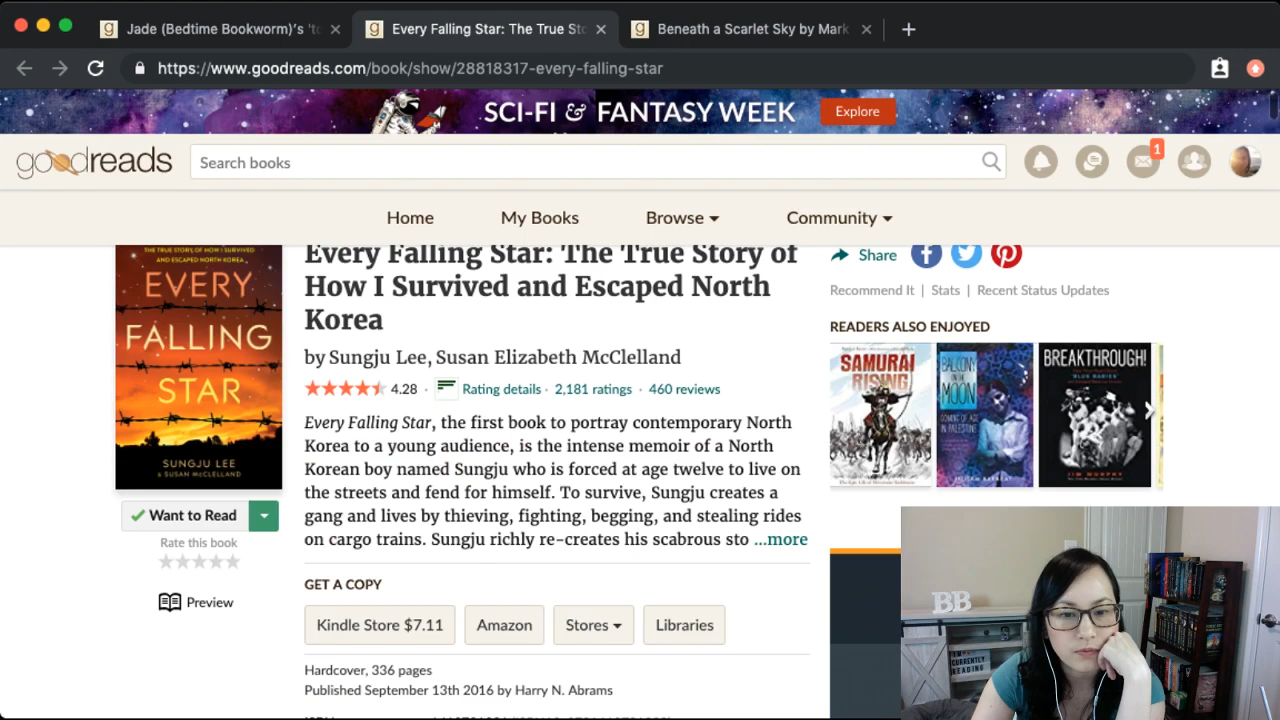 Jade (Bedtime Bookworm)'s 'to
Every Falling Star: The True Sto
Beneath a Scarlet Sky by Mark
https://www.goodreads.com/book/show/28818317-every-falling-star
SCI-FI & FANTASY WEEK
Explore
goodreads
Search books
1
Home
My Books
Browse
Community
THE TRUE STORY OF HOW I SURVIVED
AND ESCAPED NORTH KOREA
EVERY
FALLING
STAR
SUNGJU LEE
& SUSAN McCLELLAND
Want to Read
Rate this book
Preview
Every Falling Star: The True Story of
How I Survived and Escaped North
Korea
by Sungju Lee, Susan Elizabeth McClelland
4.28 · Rating details · 2,181 ratings · 460 reviews
Every Falling Star, the first book to portray contemporary North
Korea to a young audience, is the intense memoir of a North
Korean boy named Sungju who is forced at age twelve to live on
the streets and fend for himself. To survive, Sungju creates a
gang and lives by thieving, fighting, begging, and stealing rides
on cargo trains. Sungju richly re-creates his scabrous sto ...more
GET A COPY
Kindle Store $7.11
Amazon
Stores
Libraries
Hardcover, 336 pages
Published September 13th 2016 by Harry N. Abrams
Share
Recommend It | Stats | Recent Status Updates
READERS ALSO ENJOYED
SAMURAI
RISING
BALCONY
ON THE
MOON
COMING OF AGE
IN PALESTINE
BREAKTHROUGH!
JIM MURPHY
BB
CURRENTLY
READING